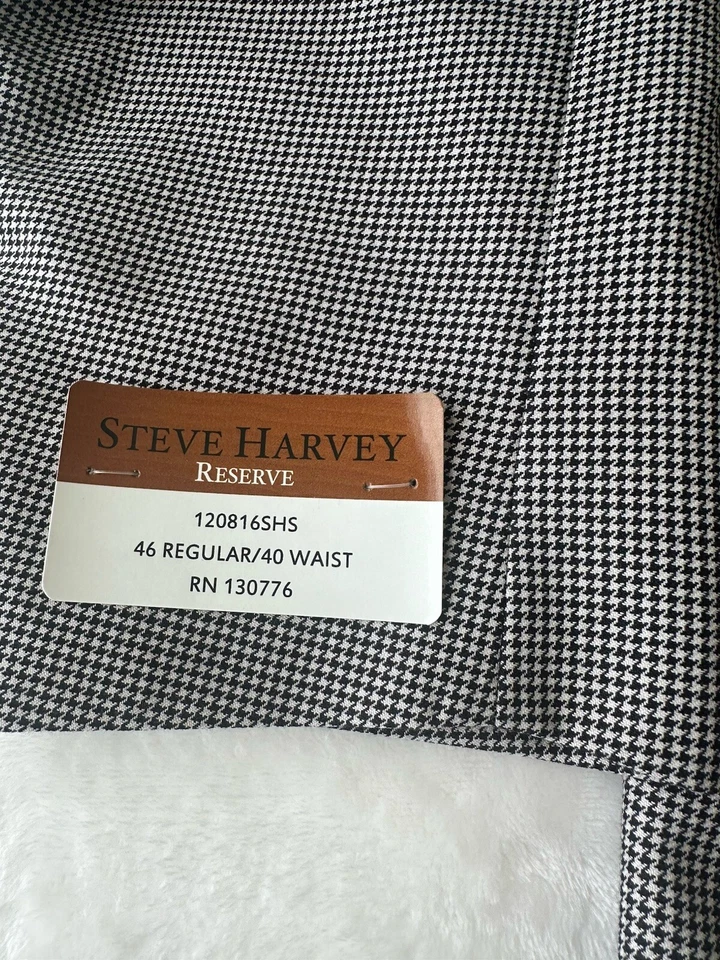 STEVE HARVEY
RESERVE
120816SHS
46 REGULAR/40 WAIST
RN 130776